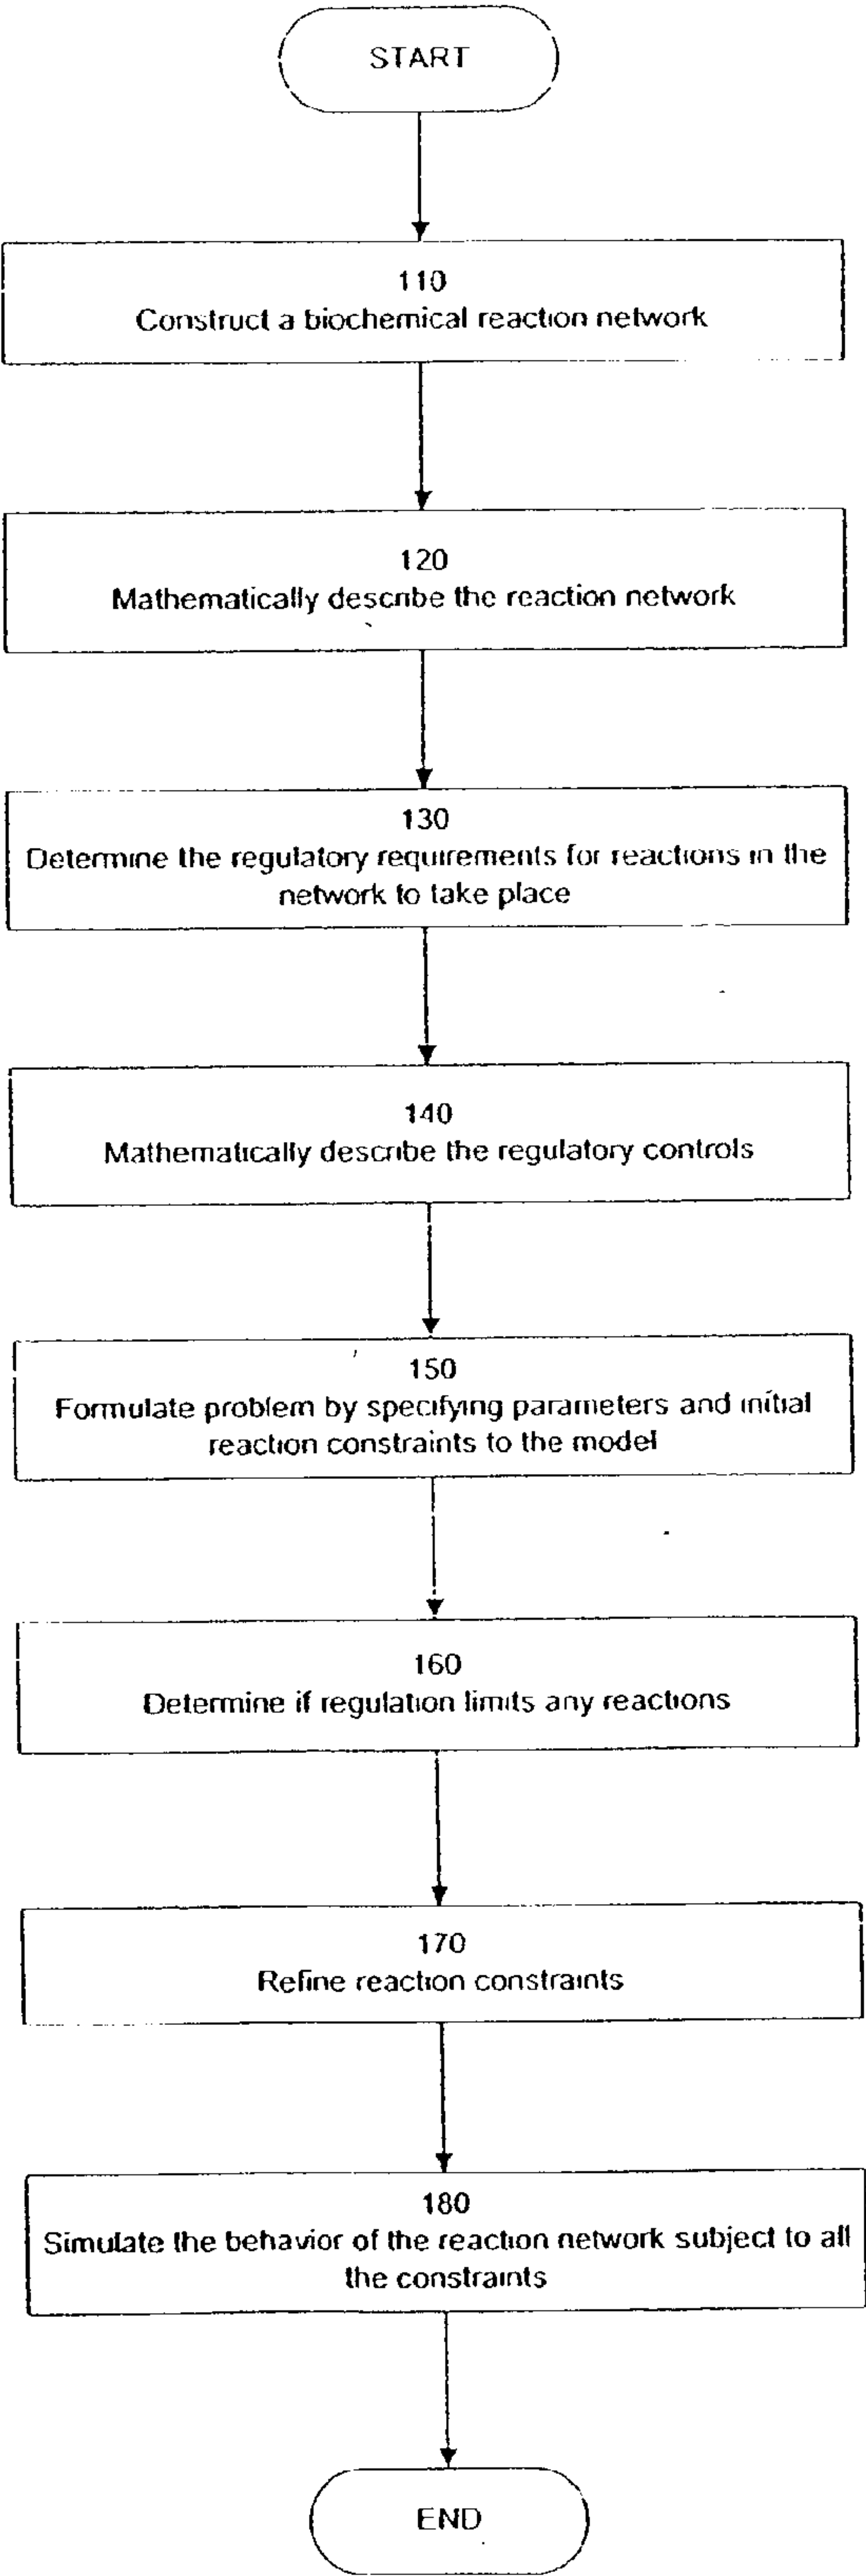 START
110
Construct a biochemical reaction network
120
Mathematically describe the reaction network
130
Determine the regulatory requirements for reactions in the
network to take place
140
Mathematically describe the regulatory controls
150
Formulate problem by specifying parameters and initial
reaction constraints to the model
160
Determine if regulation limits any reactions
170
Refine reaction constraints
180
Simulate the behavior of the reaction network subject to all
the constraints
END